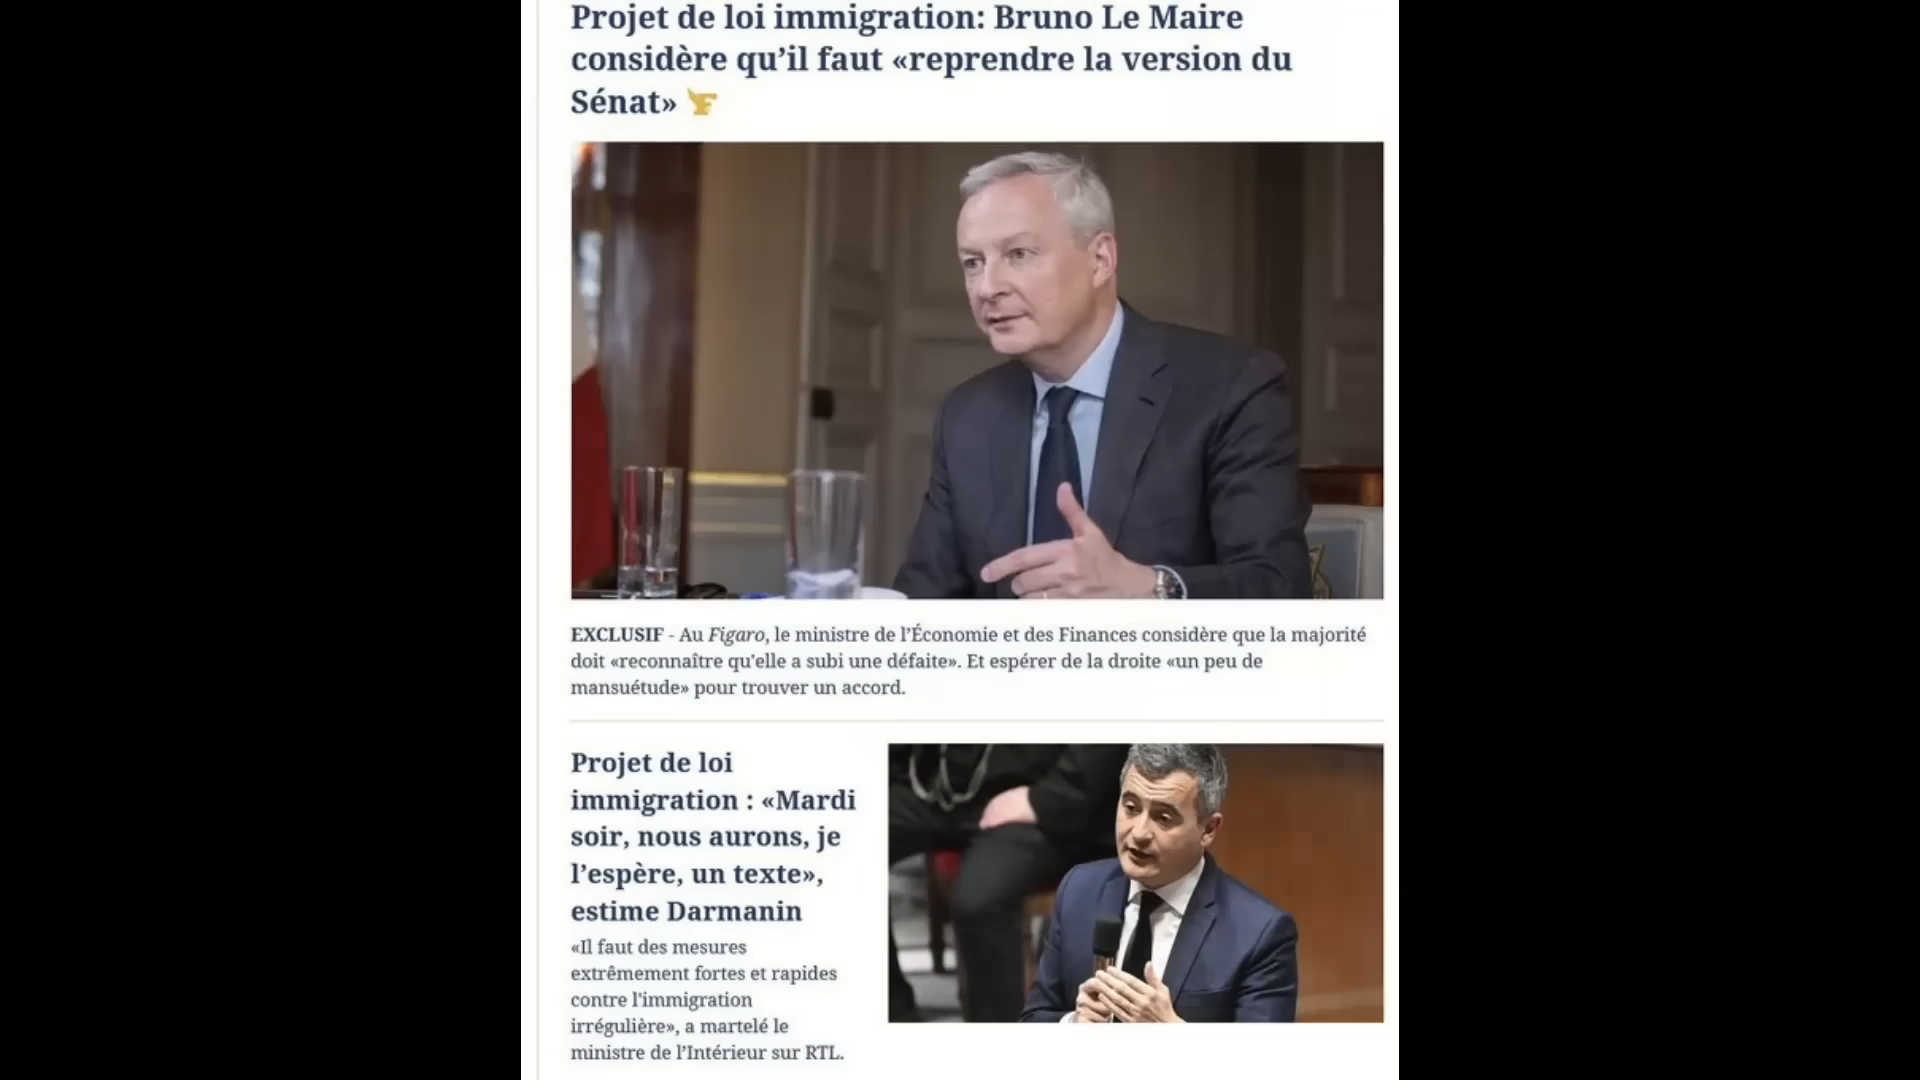 Projet de loi immigration: Bruno Le Maire
considère qu’il faut «reprendre la version du
Sénat»
EXCLUSIF - Au Figaro, le ministre de l’Économie et des Finances considère que la majorité
doit «reconnaître qu'elle a subi une défaite». Et espérer de la droite «un peu de
mansuétude» pour trouver un accord.
Projet de loi
immigration : «Mardi
soir, nous aurons, je
l’espère, un texte»,
estime Darmanin
«Il faut des mesures
extrêmement fortes et rapides
contre l'immigration
irrégulière», a martelé le
ministre de l’Intérieur sur RTL.